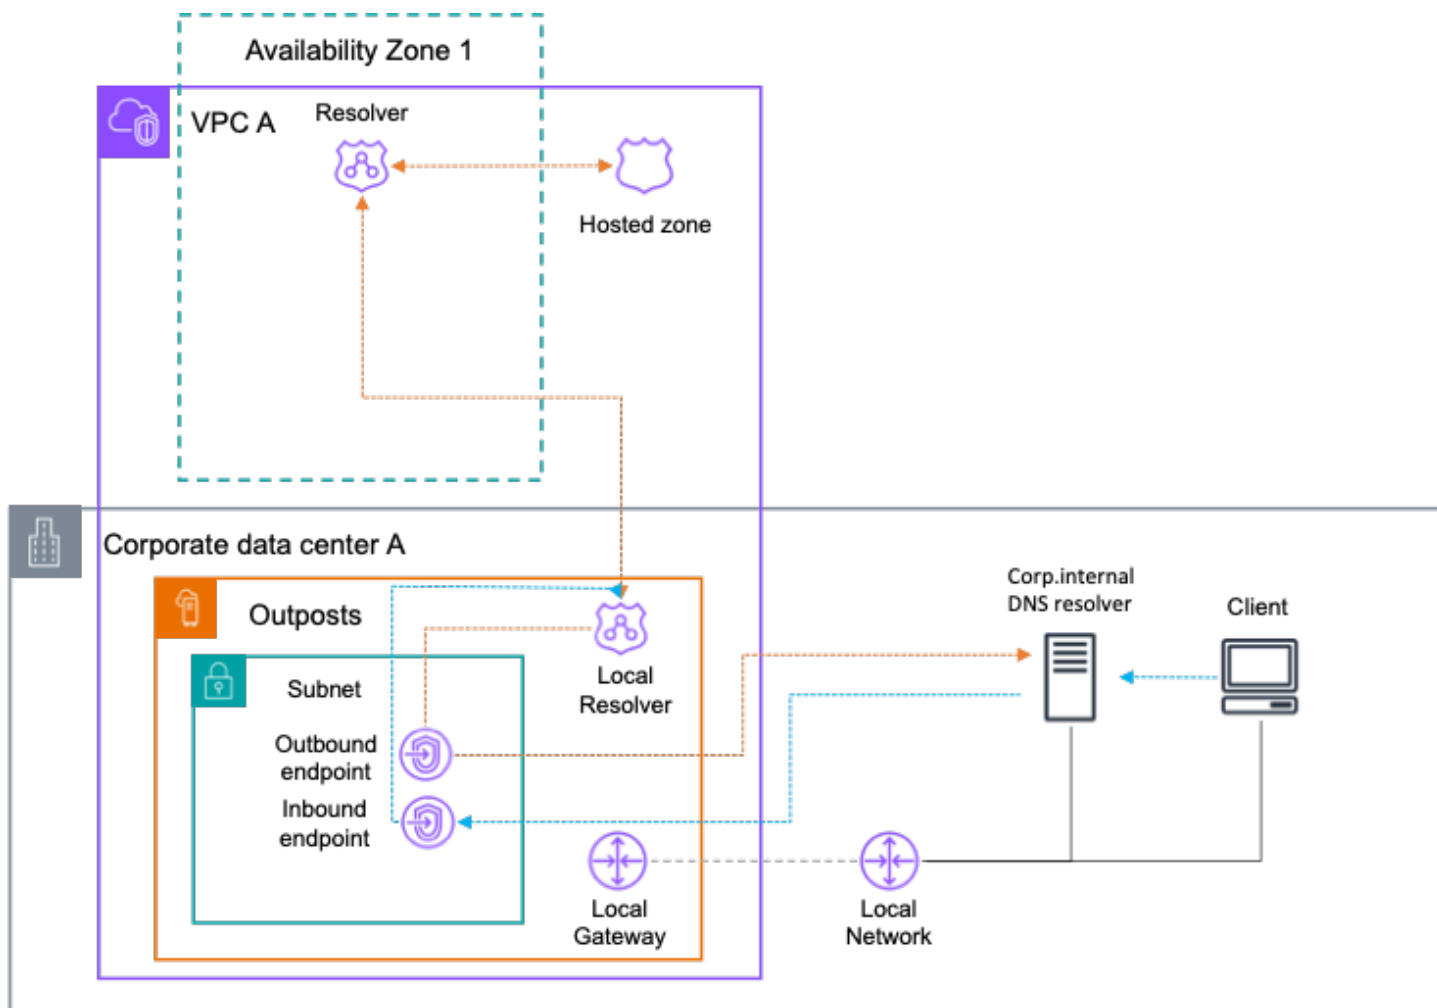 Availability Zone 1
VPC A
Resolver
Hosted zone
Corporate data center A
Outposts
Local
Resolver
Subnet
Outbound
endpoint
Inbound
endpoint
Local
Gateway
Local
Network
Corp.internal
DNS resolver
Client